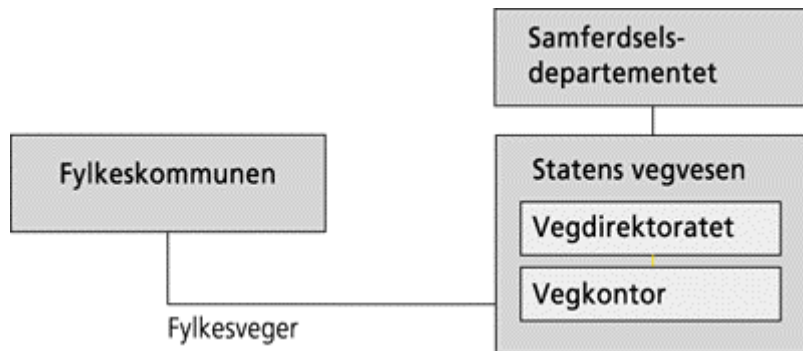 Samferdsels-
departementet
Fylkeskommunen
Statens vegvesen
Vegdirektoratet
Vegkontor
Fylkesveger